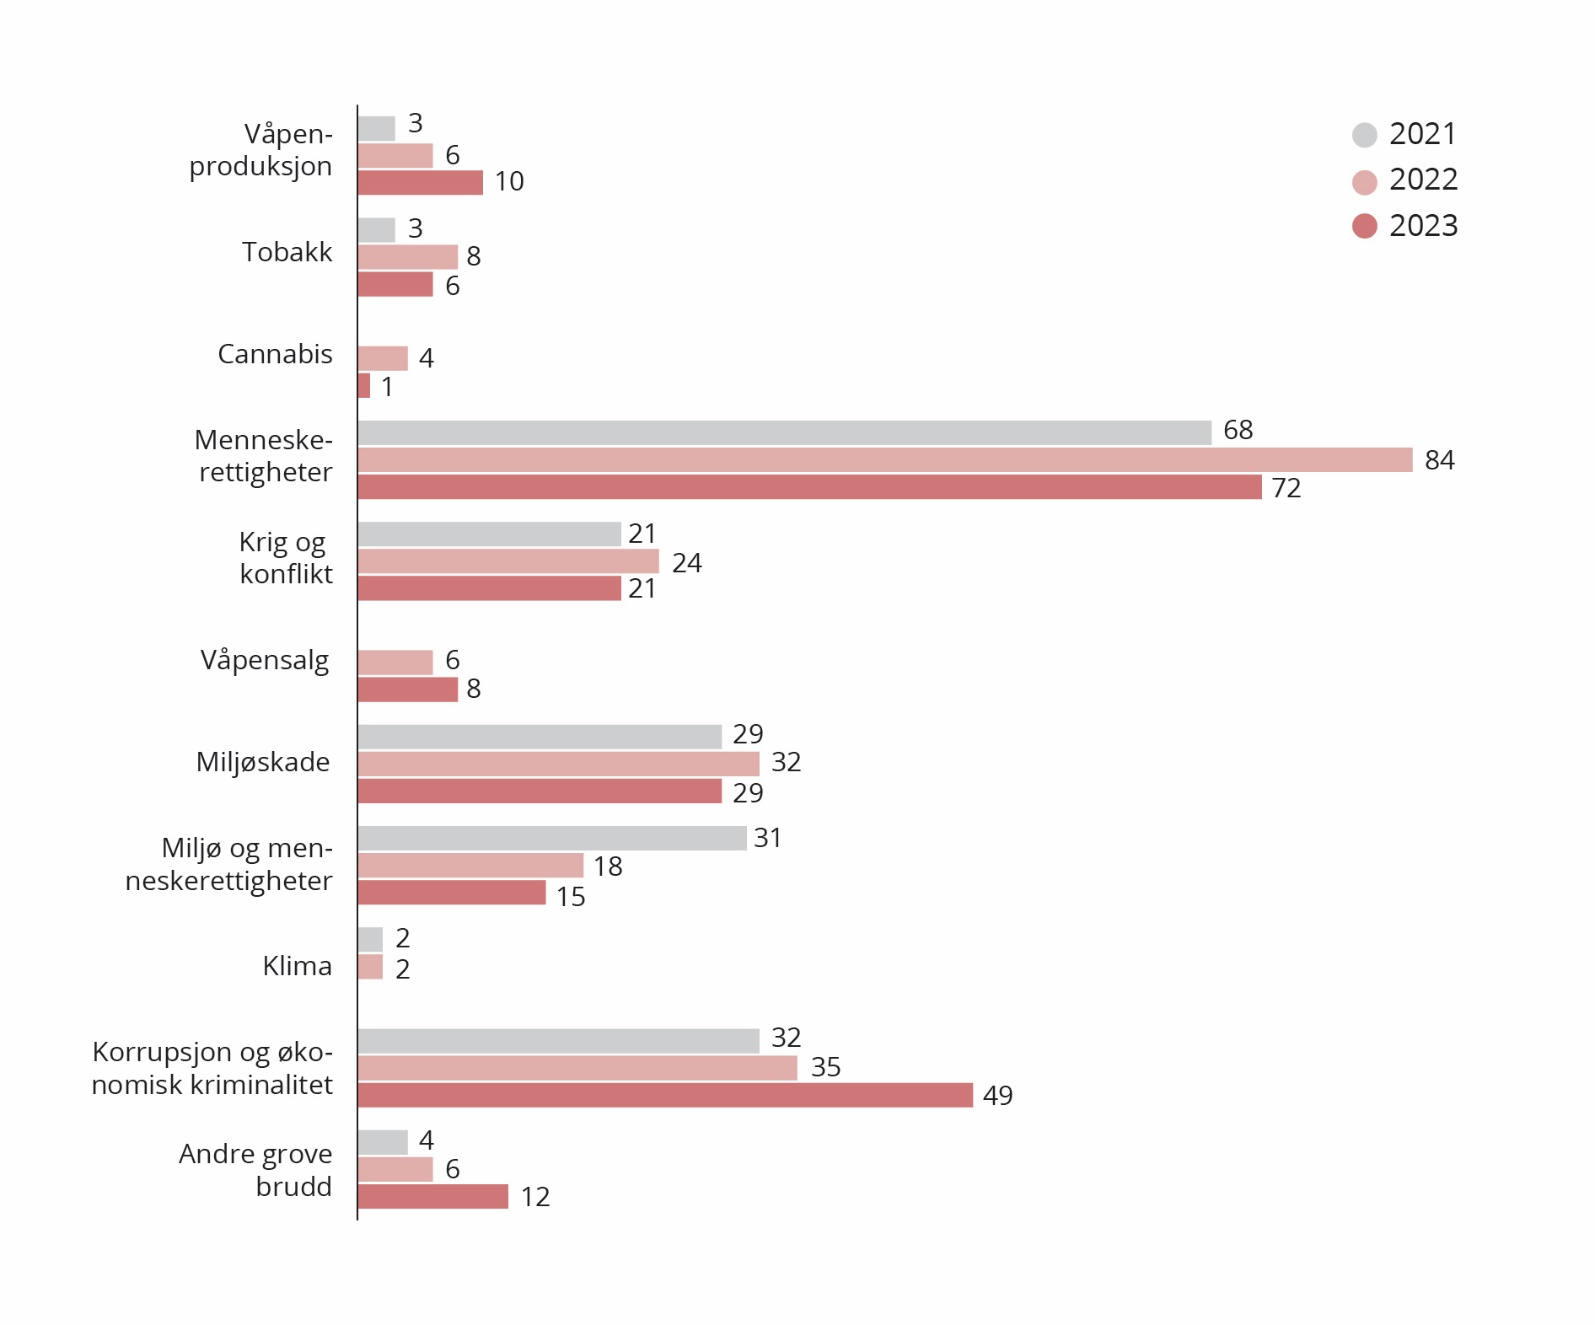 Våpen-
produksjon
3
6
10
2021
2022
2023
Tobakk
3
8
6
Cannabis
4
1
Menneske-
rettigheter
68
84
72
Krig og
konflikt
21
24
21
Våpensalg
6
8
Miljøskade
29
32
29
Miljø og men-
neskerettigheter
31
18
15
Klima
2
2
Korrupsjon og øko-
nomisk kriminalitet
32
35
49
Andre grove
brudd
4
6
12